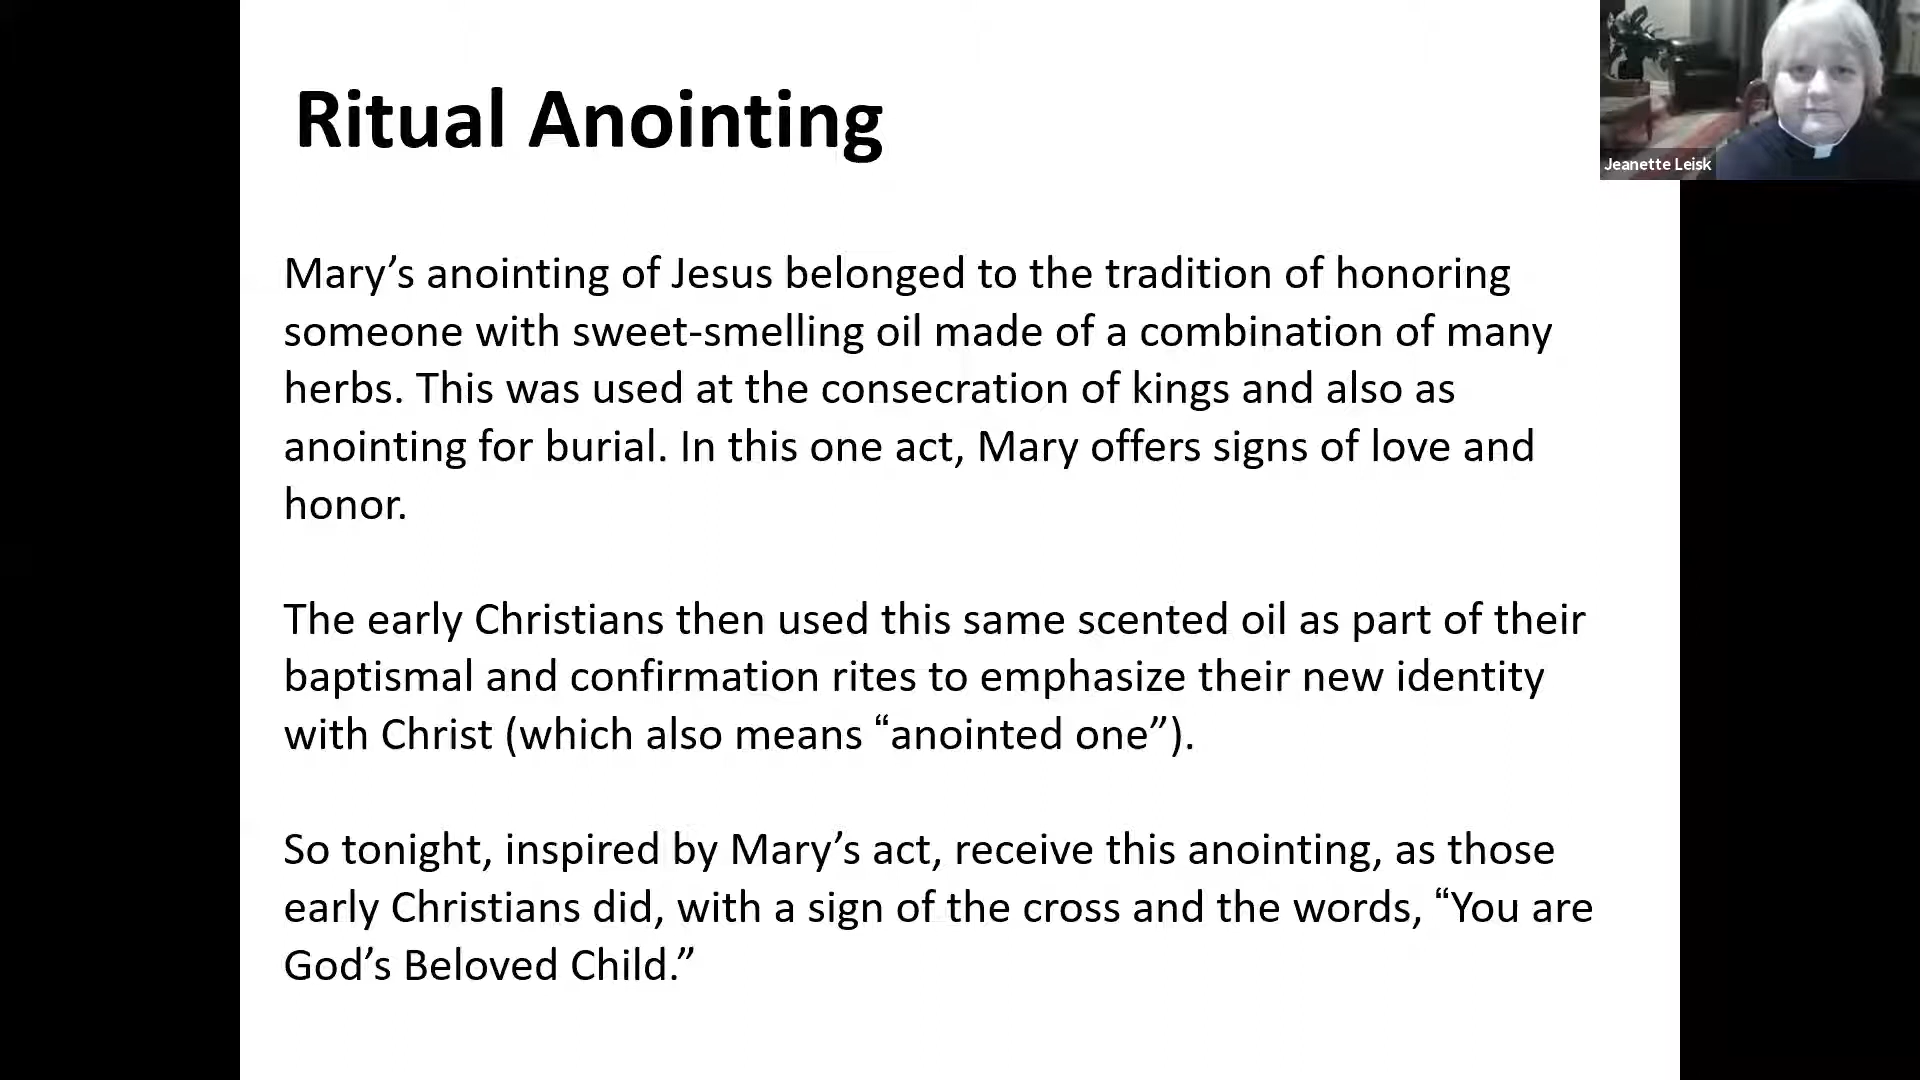 Ritual Anointing
Jeanette Leisk
Mary’s anointing of Jesus belonged to the tradition of honoring
someone with sweet-smelling oil made of a combination of many
herbs. This was used at the consecration of kings and also as
anointing for burial. In this one act, Mary offers signs of love and
honor.
The early Christians then used this same scented oil as part of their
baptismal and confirmation rites to emphasize their new identity
with Christ (which also means “anointed one”).
So tonight, inspired by Mary’s act, receive this anointing, as those
early Christians did, with a sign of the cross and the words, “You are
God’s Beloved Child.”